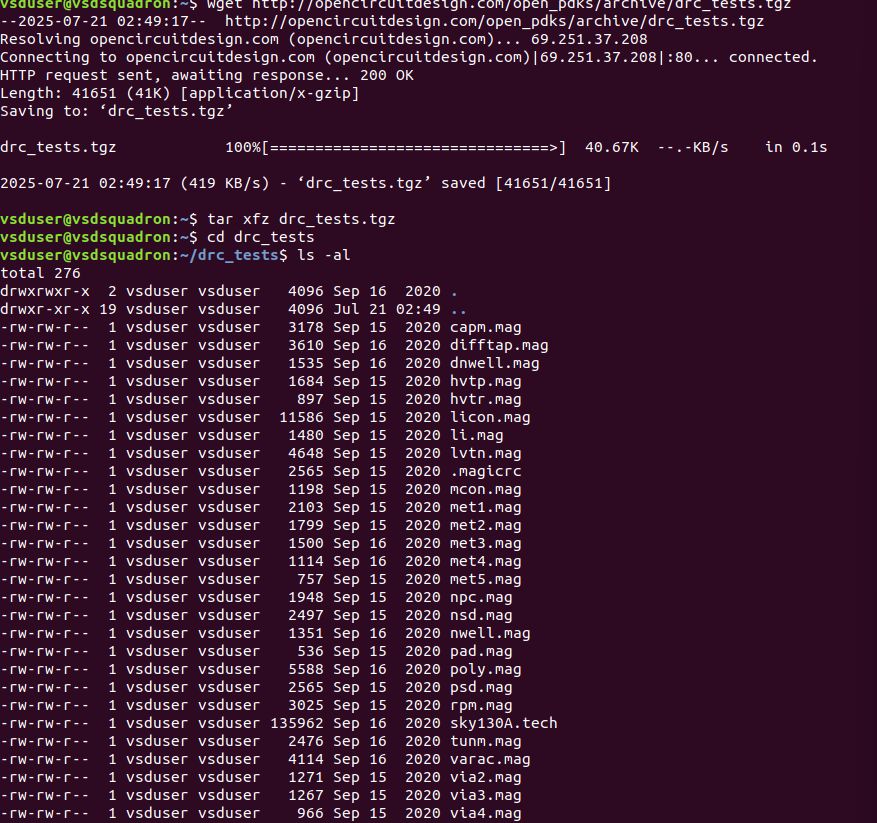 vsduser@vsdsquadron:~$ wget http://opencircuitdesign.com/open_pdks/archive/drc_tests.tgz
--2025-07-21 02:49:17--  http://opencircuitdesign.com/open_pdks/archive/drc_tests.tgz
Resolving opencircuitdesign.com (opencircuitdesign.com)... 69.251.37.208
Connecting to opencircuitdesign.com (opencircuitdesign.com)|69.251.37.208|:80... connected.
HTTP request sent, awaiting response... 200 OK
Length: 41651 (41K) [application/x-gzip]
Saving to: ‘drc_tests.tgz’
drc_tests.tgz            100%[===============================>]  40.67K  --.-KB/s    in 0.1s
2025-07-21 02:49:17 (419 KB/s) - ‘drc_tests.tgz’ saved [41651/41651]
vsduser@vsdsquadron:~$ tar xfz drc_tests.tgz
vsduser@vsdsquadron:~$ cd drc_tests
vsduser@vsdsquadron:~/drc_tests$ ls -al
total 276
drwxrwxr-x  2 vsduser vsduser   4096 Sep 16  2020 .
drwxr-xr-x 19 vsduser vsduser   4096 Jul 21 02:49 ..
-rw-rw-r--  1 vsduser vsduser   3178 Sep 15  2020 capm.mag
-rw-rw-r--  1 vsduser vsduser   3610 Sep 16  2020 difftap.mag
-rw-rw-r--  1 vsduser vsduser   1535 Sep 16  2020 dnwell.mag
-rw-rw-r--  1 vsduser vsduser   1684 Sep 15  2020 hvtp.mag
-rw-rw-r--  1 vsduser vsduser    897 Sep 15  2020 hvtr.mag
-rw-rw-r--  1 vsduser vsduser  11586 Sep 15  2020 licon.mag
-rw-rw-r--  1 vsduser vsduser   1480 Sep 15  2020 li.mag
-rw-rw-r--  1 vsduser vsduser   4648 Sep 15  2020 lvtn.mag
-rw-rw-r--  1 vsduser vsduser   2565 Sep 15  2020 .magicrc
-rw-rw-r--  1 vsduser vsduser   1198 Sep 15  2020 mcon.mag
-rw-rw-r--  1 vsduser vsduser   2103 Sep 15  2020 met1.mag
-rw-rw-r--  1 vsduser vsduser   1799 Sep 15  2020 met2.mag
-rw-rw-r--  1 vsduser vsduser   1500 Sep 16  2020 met3.mag
-rw-rw-r--  1 vsduser vsduser   1114 Sep 16  2020 met4.mag
-rw-rw-r--  1 vsduser vsduser    757 Sep 15  2020 met5.mag
-rw-rw-r--  1 vsduser vsduser   1948 Sep 15  2020 npc.mag
-rw-rw-r--  1 vsduser vsduser   2497 Sep 15  2020 nsd.mag
-rw-rw-r--  1 vsduser vsduser   1351 Sep 16  2020 nwell.mag
-rw-rw-r--  1 vsduser vsduser    536 Sep 15  2020 pad.mag
-rw-rw-r--  1 vsduser vsduser   5588 Sep 16  2020 poly.mag
-rw-rw-r--  1 vsduser vsduser   2565 Sep 15  2020 psd.mag
-rw-rw-r--  1 vsduser vsduser   3025 Sep 15  2020 rpm.mag
-rw-rw-r--  1 vsduser vsduser 135962 Sep 16  2020 sky130A.tech
-rw-rw-r--  1 vsduser vsduser   2476 Sep 16  2020 tunm.mag
-rw-rw-r--  1 vsduser vsduser   4114 Sep 16  2020 varac.mag
-rw-rw-r--  1 vsduser vsduser   1271 Sep 15  2020 via2.mag
-rw-rw-r--  1 vsduser vsduser   1267 Sep 15  2020 via3.mag
-rw-rw-r--  1 vsduser vsduser    966 Sep 15  2020 via4.mag